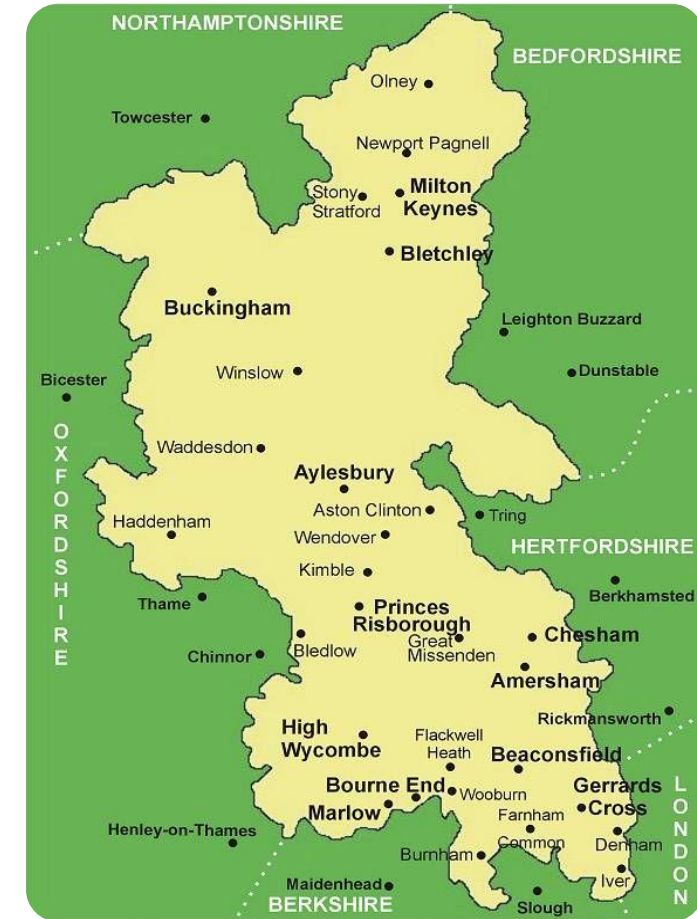 NORTHAMPTONSHIRE
BEDFORDSHIRE
Olney
Towcester
Newport Pagnell
Stony
Stratford
Milton
Keynes
Bletchley
Buckingham
Leighton Buzzard
Winslow
Dunstable
Bicester
OXFORDSHIRE
Waddesdon
Aylesbury
Aston Clinton
Tring
Haddenham
Wendover
HERTFORDSHIRE
Kimble
Berkhamsted
Thame
Princes
Risborough
Great
Missenden
Chesham
Bledlow
Chinnor
Amersham
Rickmansworth
High
Wycombe
Flackwell
Heath
Beaconsfield
Bourne End
Wooburn
Gerrards
Cross
LONDON
Marlow
Farnham
Common
Henley-on-Thames
Denham
Burnham
Iver
Maidenhead
BERKSHIRE
Slough